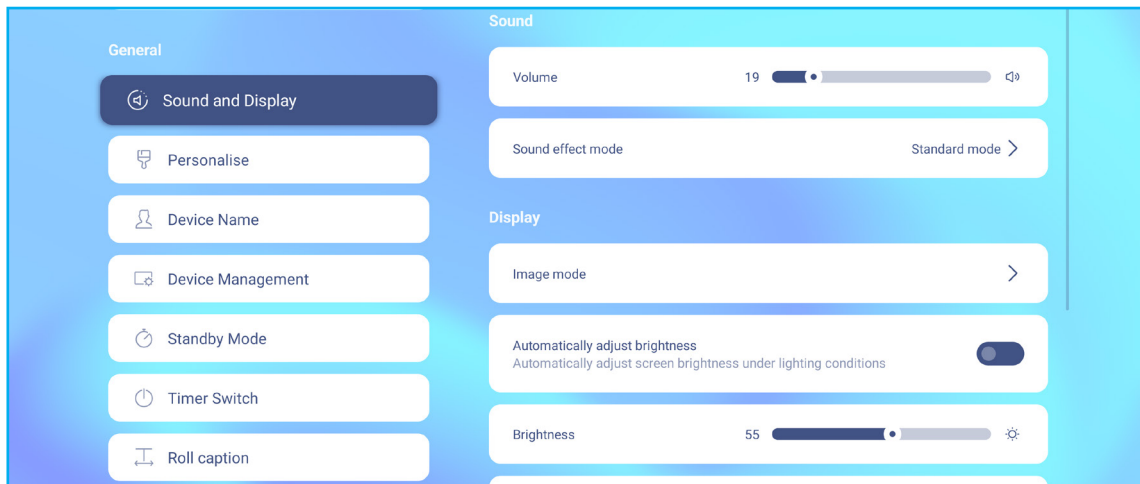 General
Sound and Display
Personalise
Device Name
Device Management
Standby Mode
Timer Switch
Roll caption
Sound
Volume 19
Sound effect mode Standard mode
Display
Image mode
Automatically adjust brightness
Automatically adjust screen brightness under lighting conditions
Brightness 55